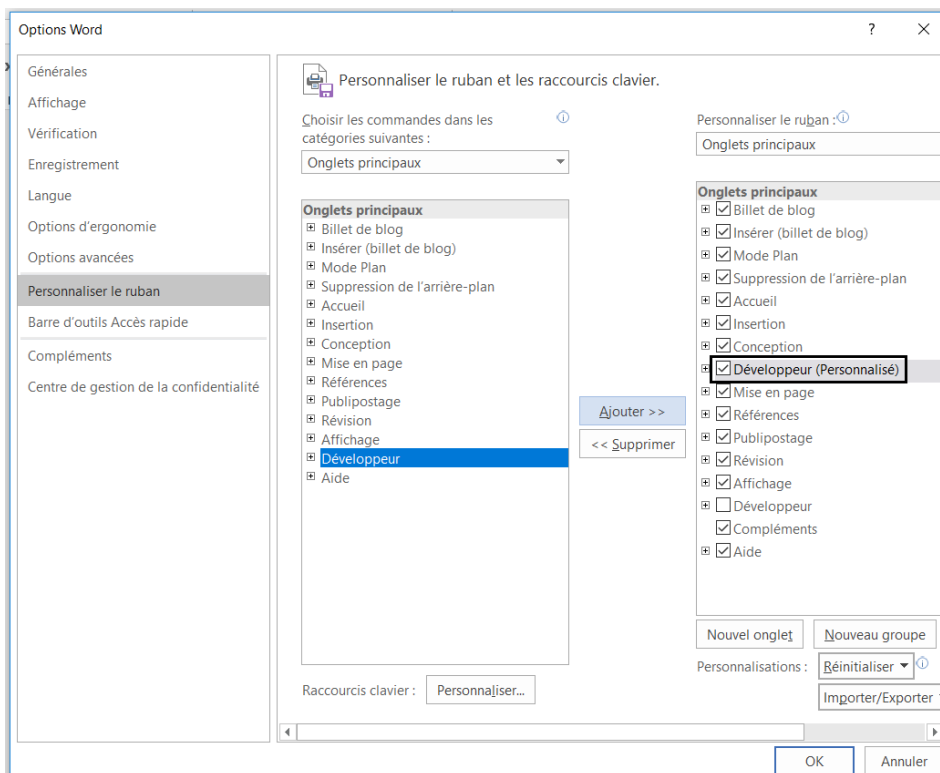 Options Word
?
Générales
Affichage
Vérification
Enregistrement
Langue
Options d'ergonomie
Options avancées
Personnaliser le ruban
Barre d'outils Accès rapide
Compléments
Centre de gestion de la confidentialité
Personnaliser le ruban et les raccourcis clavier.
Choisir les commandes dans les
catégories suivantes :
Onglets principaux
Onglets principaux
Billet de blog
Insérer (billet de blog)
Mode Plan
Suppression de l'arrière-plan
Accueil
Insertion
Conception
Mise en page
Références
Publipostage
Révision
Affichage
Développeur
Aide
Raccourcis clavier :
Personnaliser...
Ajouter >>
<< Supprimer
Personnaliser le ruban :
Onglets principaux
Onglets principaux
Billet de blog
Insérer (billet de blog)
Mode Plan
Suppression de l'arrière-plan
Accueil
Insertion
Conception
Développeur (Personnalisé)
Mise en page
Références
Publipostage
Révision
Affichage
Développeur
Compléments
Aide
Nouvel onglet
Nouveau groupe
Personnalisations :
Réinitialiser
Importer/Exporter
OK
Annuler